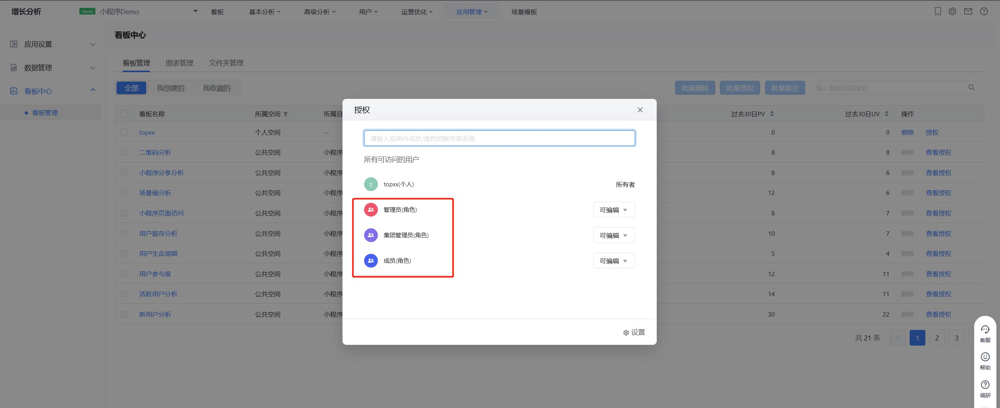 增长分析
Demo 小程序Demo
看板 基本分析 高级分析 用户 运营优化 应用管理 场景模板
应用设置
数据管理
看板中心
看板管理
看板中心
看板管理 图表管理 文件夹管理
全部 我创建的 我收藏的 批量删除 批量授权 批量移交 输入看板名称搜索
看板名称 所属空间 所属目 过去30日PV 过去30日UV 操作
topxx 个人空间 -- 0 0 删除 授权
二维码分析 公共空间 小程序 8 8 删除 查看授权
小程序分享分析 公共空间 小程序 8 6 删除 查看授权
场景值分析 公共空间 小程序 12 6 删除 查看授权
小程序页面访问 公共空间 小程序 8 7 删除 查看授权
用户留存分析 公共空间 小程序 10 7 删除 查看授权
用户生命周期 公共空间 小程序 5 4 删除 查看授权
用户参与度 公共空间 小程序 12 11 删除 查看授权
活跃用户分析 公共空间 小程序 14 11 删除 查看授权
新用户分析 公共空间 小程序 30 22 删除 查看授权
共 21 条 1 2 3
授权
请输入应用内成员/角色的账号或名称
所有可访问的用户
t topxx(个人) 所有者
管理员(角色) 可编辑
集团管理员(角色) 可编辑
成员(角色) 可编辑
设置
客服
帮助
调研